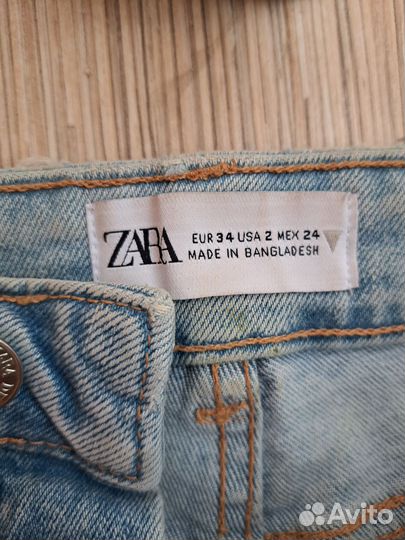 ZARA
EUR 34 USA 2 MEX 24
MADE IN BANGLADESH
Avito